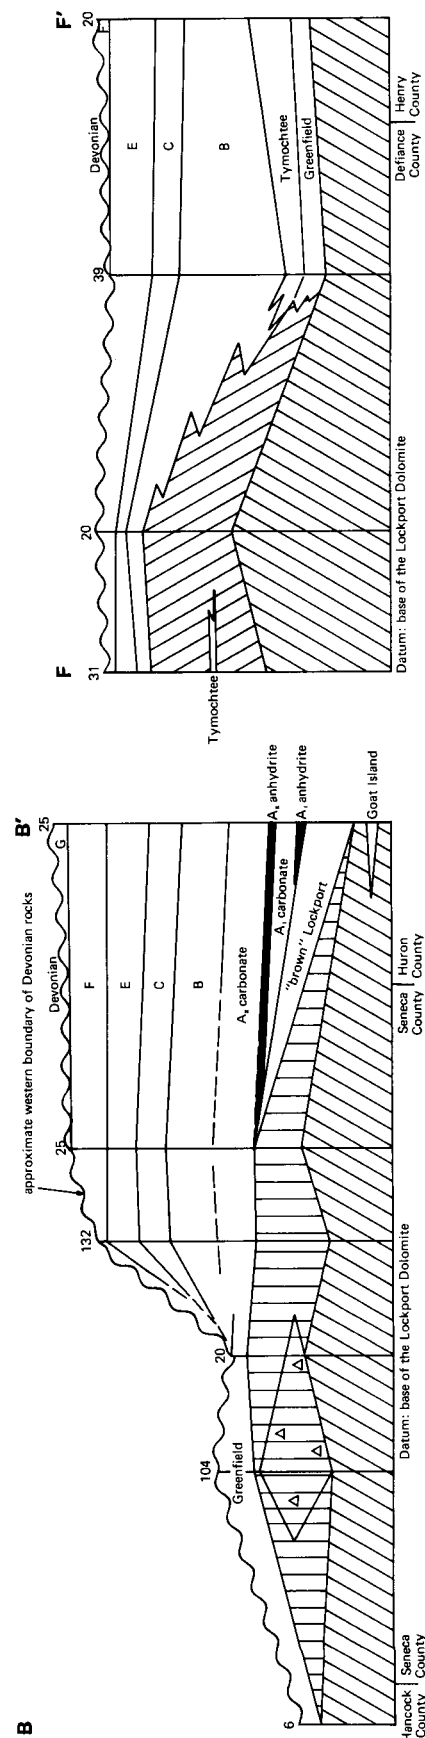 F
F'
31
20
39
20
Devonian
E
C
B
Tymochtee
Greenfield
Tymochtee
Datum: base of the Lockport Dolomite
Defiance County
Henry County
B
B'
6
104
20
132
25
25
approximate western boundary of Devonian rocks
Devonian
G
F
E
C
B
A₂ carbonate
A₂ anhydrite
A₁ carbonate
A₁ anhydrite
"brown" Lockport
Goat Island
Greenfield
Datum: base of the Lockport Dolomite
Hancock County
Seneca County
Seneca County
Huron County